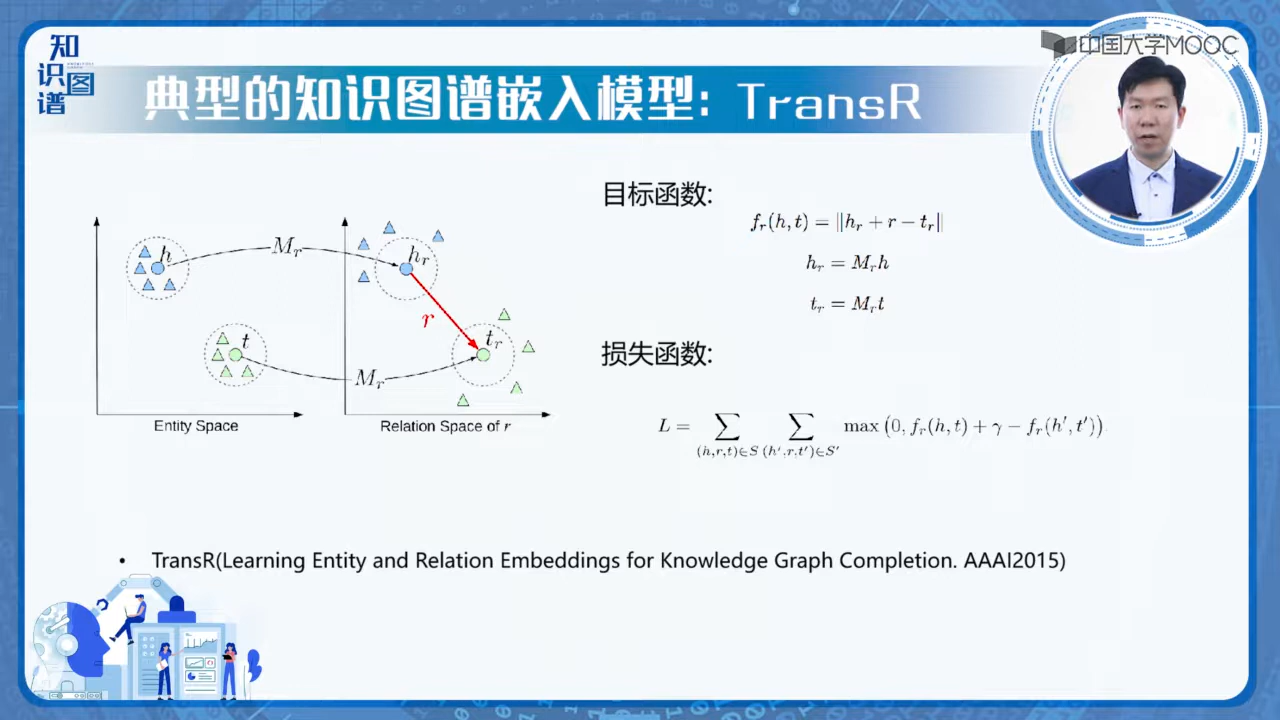 知识图谱
中国大学MOOC
典型的知识图谱嵌入模型: TransR
目标函数:
f_r(h,t) = ||h_r + r − t_r||
h_r = M_r h
t_r = M_r t
损失函数:
L = ∑_{(h,r,t)∈S} ∑_{(h',r,t')∈S'} max(0, f_r(h,t) + γ − f_r(h',t')).
h
M_r
h_r
r
t
t_r
M_r
Entity Space
Relation Space of r
• TransR(Learning Entity and Relation Embeddings for Knowledge Graph Completion. AAAI2015)